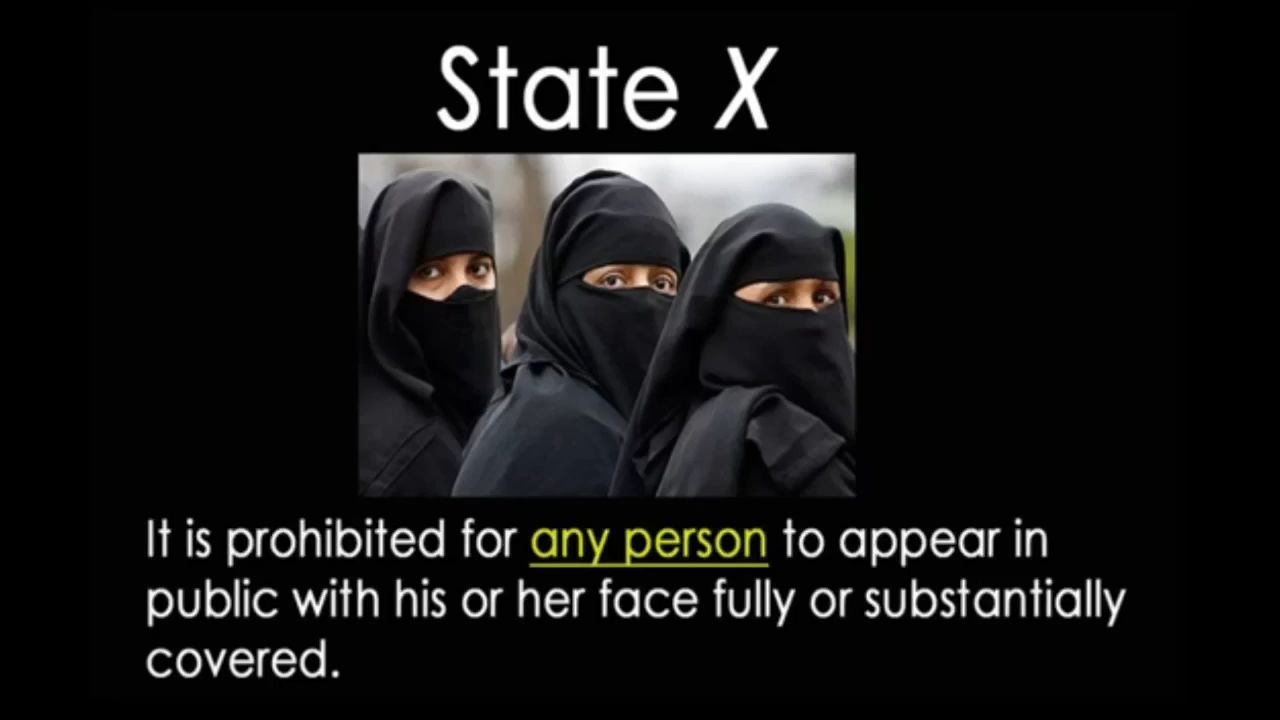 State X
It is prohibited for any person to appear in
public with his or her face fully or substantially
covered.